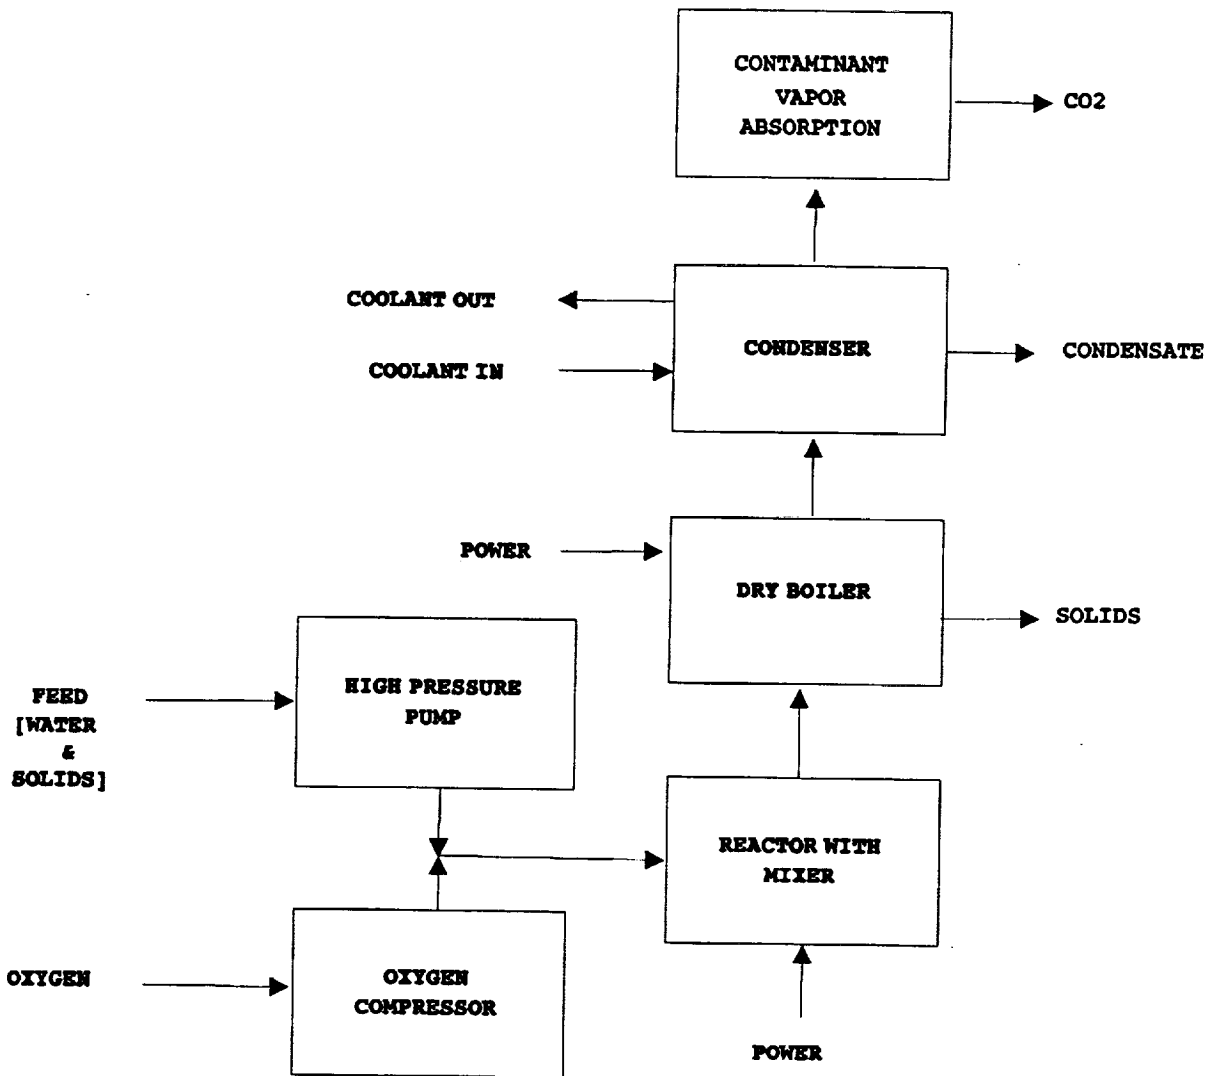 CONTAMINANT
VAPOR
ABSORPTION
CO2
COOLANT OUT
CONDENSER
CONDENSATE
COOLANT IN
POWER
DRY BOILER
SOLIDS
HIGH PRESSURE
PUMP
FEED
[WATER
&
SOLIDS]
REACTOR WITH
MIXER
OXYGEN
OXYGEN
COMPRESSOR
POWER